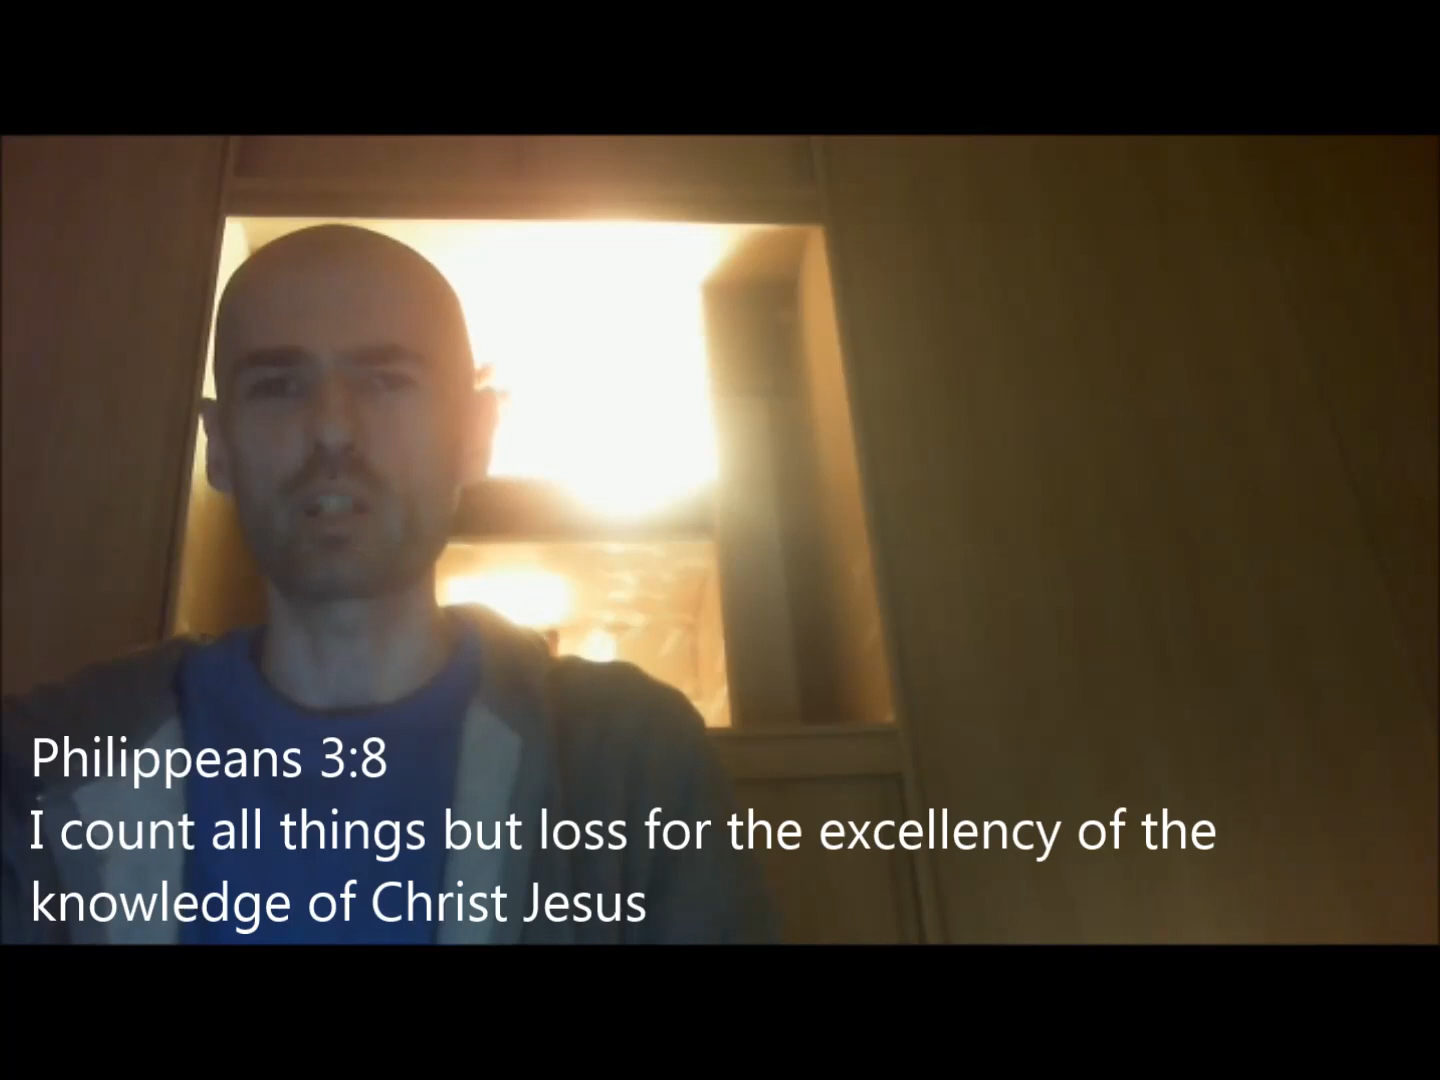 Philippeans 3:8
I count all things but loss for the excellency of the
knowledge of Christ Jesus